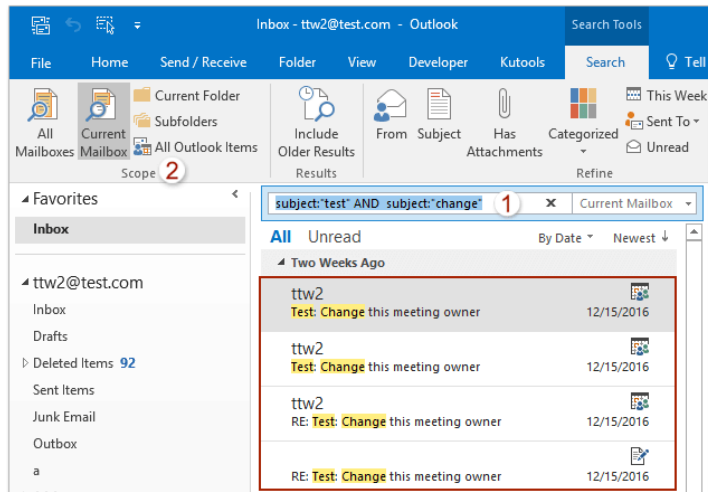 Inbox - ttw2@test.com - Outlook
Search Tools
File Home Send / Receive Folder View Developer Kutools Search Tell
All Mailboxes
Current Mailbox
Current Folder
Subfolders
All Outlook Items
Scope 2
Include Older Results
Results
From
Subject
Has Attachments
Categorized
This Week
Sent To
Unread
Refine
Favorites
Inbox
ttw2@test.com
Inbox
Drafts
Deleted Items 92
Sent Items
Junk Email
Outbox
a
subject:"test" AND subject:"change" 1 Current Mailbox
All Unread By Date Newest ↓
Two Weeks Ago
ttw2
Test: Change this meeting owner 12/15/2016
ttw2
Test: Change this meeting owner 12/15/2016
ttw2
RE: Test: Change this meeting owner 12/15/2016
RE: Test: Change this meeting owner 12/15/2016